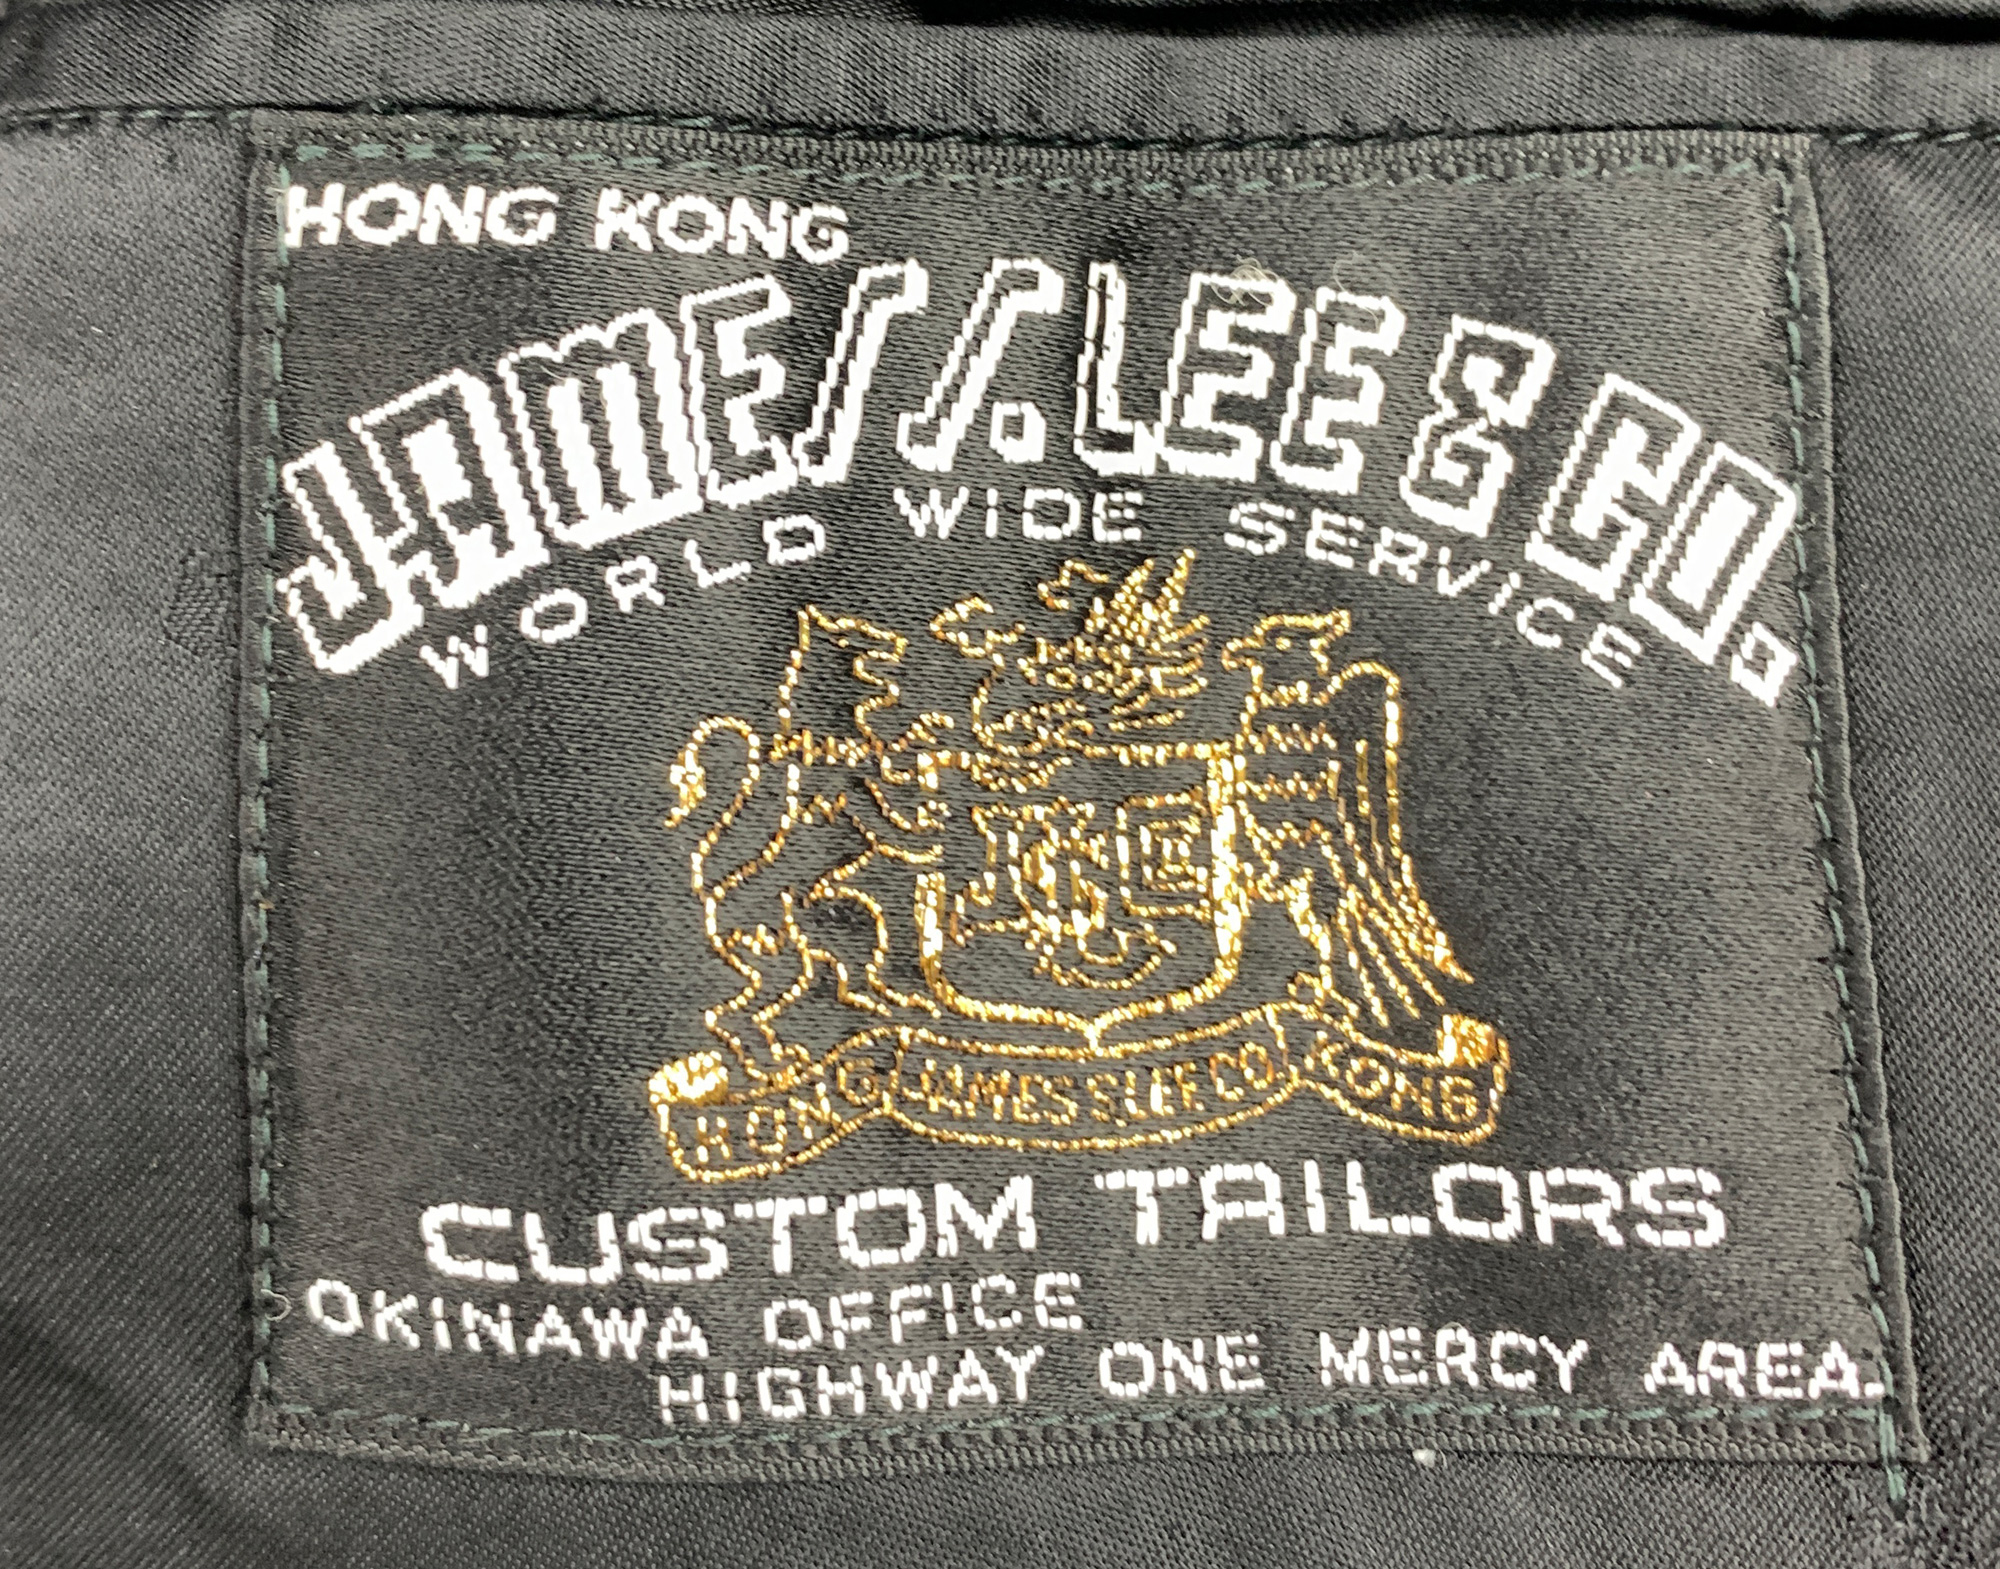 HONG KONG
JAMES S. LEE & CO.
WORLD WIDE SERVICE
HONG JAMES S LEE CO KONG
CUSTOM TAILORS
OKINAWA OFFICE
HIGHWAY ONE MERCY AREA.